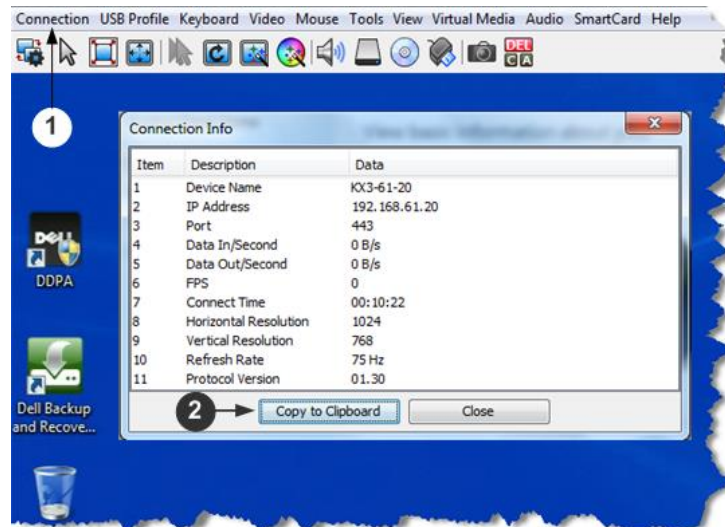 Connection USB Profile Keyboard Video Mouse Tools View Virtual Media Audio SmartCard Help
DEL
C A
1
Connection Info
Item Description Data
1 Device Name KX3-61-20
2 IP Address 192.168.61.20
3 Port 443
4 Data In/Second 0 B/s
5 Data Out/Second 0 B/s
6 FPS 0
7 Connect Time 00:10:22
8 Horizontal Resolution 1024
9 Vertical Resolution 768
10 Refresh Rate 75 Hz
11 Protocol Version 01.30
2 Copy to Clipboard Close
DELL
DDPA
Dell Backup
and Recove...